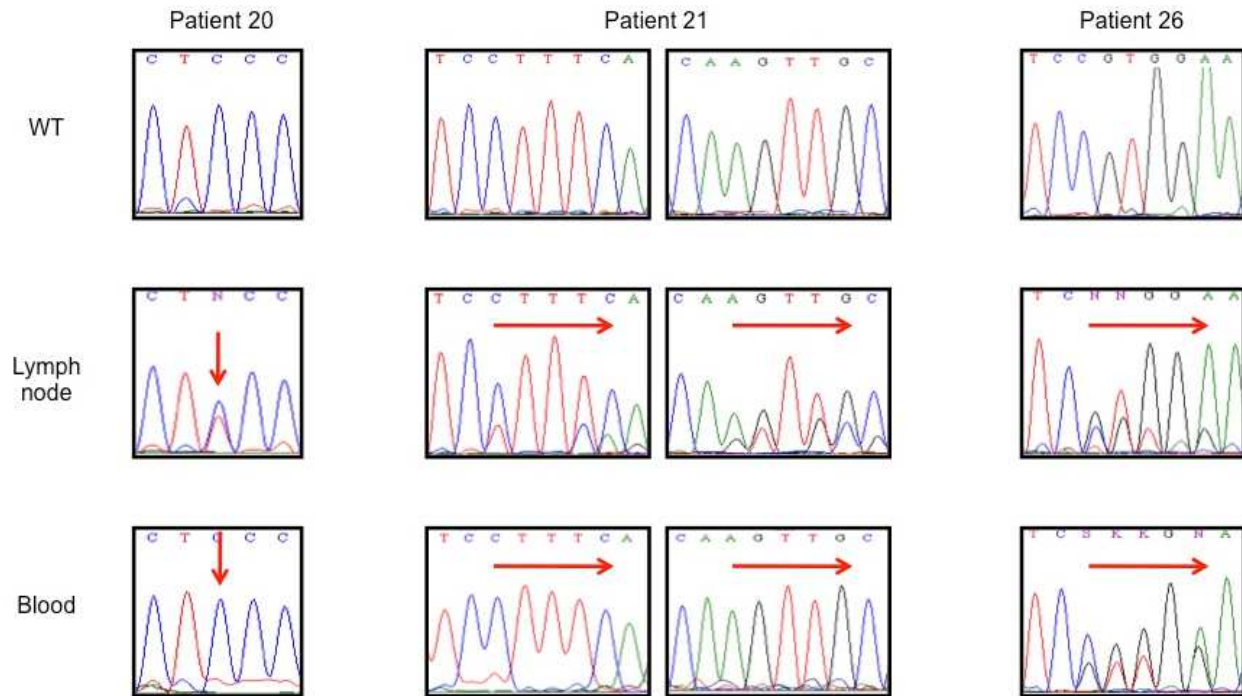 Patient 20 Patient 21 Patient 26
WT
C T C C C
T C C T T T C A
C A A G T T G C
T C C G T G G A A
Lymph node
C T N C C
T C C T T T C A
C A A G T T G C
T C N N G G A A
Blood
C T C C C
T C C T T T C A
C A A G T T G C
T C S K K G N A